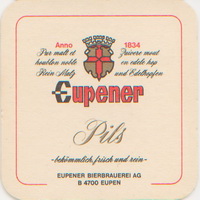 Anno 1834
Pur malt et Zuivere mout
houblon noble en edele hop
Rein Malz und Edelhopfen
Eupener
Pils
-bekömmlich, frisch und rein-
EUPENER BIERBRAUEREI AG
B 4700 EUPEN